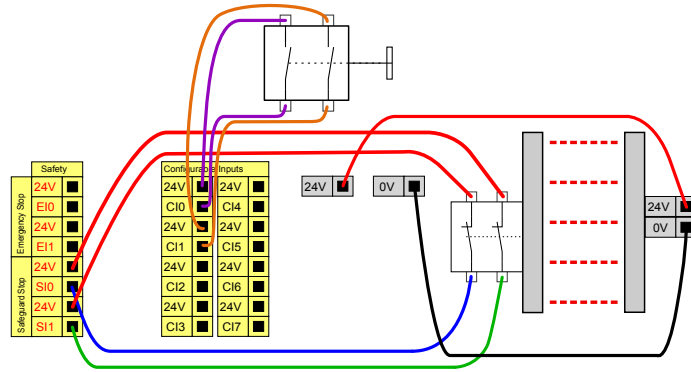 Safety
Emergency Stop
24V
EI0
24V
EI1
Safeguard Stop
24V
SI0
24V
SI1
Configurable Inputs
24V 24V
CI0 CI4
24V 24V
CI1 CI5
24V 24V
CI2 CI6
24V 24V
CI3 CI7
24V
0V
24V
0V